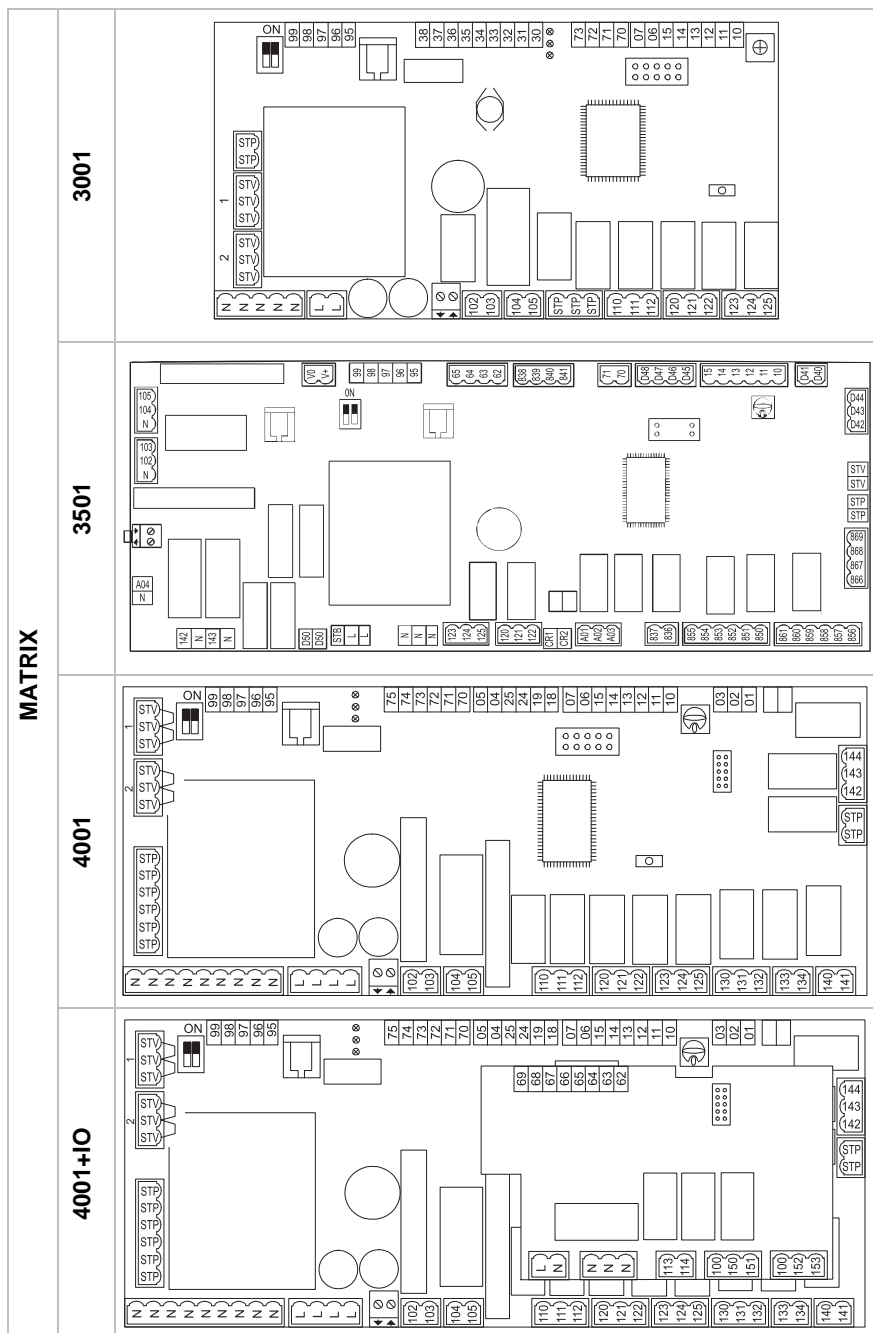 MATRIX
3001
ON
99
98
97
96
95
38
37
36
35
34
33
32
31
30
73
72
71
70
07
06
15
14
13
12
11
10
STP
STP
1
STV
STV
STV
2
STV
STV
STV
N
N
N
N
N
L
L
102
103
104
105
STP
STP
STP
110
111
112
120
121
122
123
124
125
3501
105
104
N
103
102
N
V0
V+
99
98
97
96
95
ON
65
64
63
62
838
839
840
841
71
70
D48
D47
D46
D45
15
14
13
12
11
10
D41
D40
D44
D43
D42
STV
STV
STP
STP
869
868
867
866
A04
N
142
N
143
N
D50
D50
STB
L
L
N
N
N
123
124
125
120
121
122
CR1
CR2
A01
A02
A03
837
836
855
854
853
852
851
850
861
860
859
858
857
856
4001
1
STV
STV
STV
2
STV
STV
STV
ON
99
98
97
96
95
75
74
73
72
71
70
05
04
25
24
19
18
07
06
15
14
13
12
11
10
03
02
01
144
143
142
STP
STP
STP
STP
STP
STP
STP
STP
N
N
N
N
N
N
N
N
L
L
L
L
102
103
104
105
110
111
112
120
121
122
123
124
125
130
131
132
133
134
140
141
4001+IO
1
STV
STV
STV
2
STV
STV
STV
ON
99
98
97
96
95
75
74
73
72
71
70
05
04
25
24
19
18
07
06
15
14
13
12
11
10
03
02
01
69
68
67
66
65
64
63
62
144
143
142
STP
STP
STP
STP
STP
STP
STP
STP
L
N
N
N
N
113
114
100
150
151
100
152
153
N
N
N
N
N
N
N
N
L
L
L
L
102
103
104
105
110
111
112
120
121
122
123
124
125
130
131
132
133
134
140
141